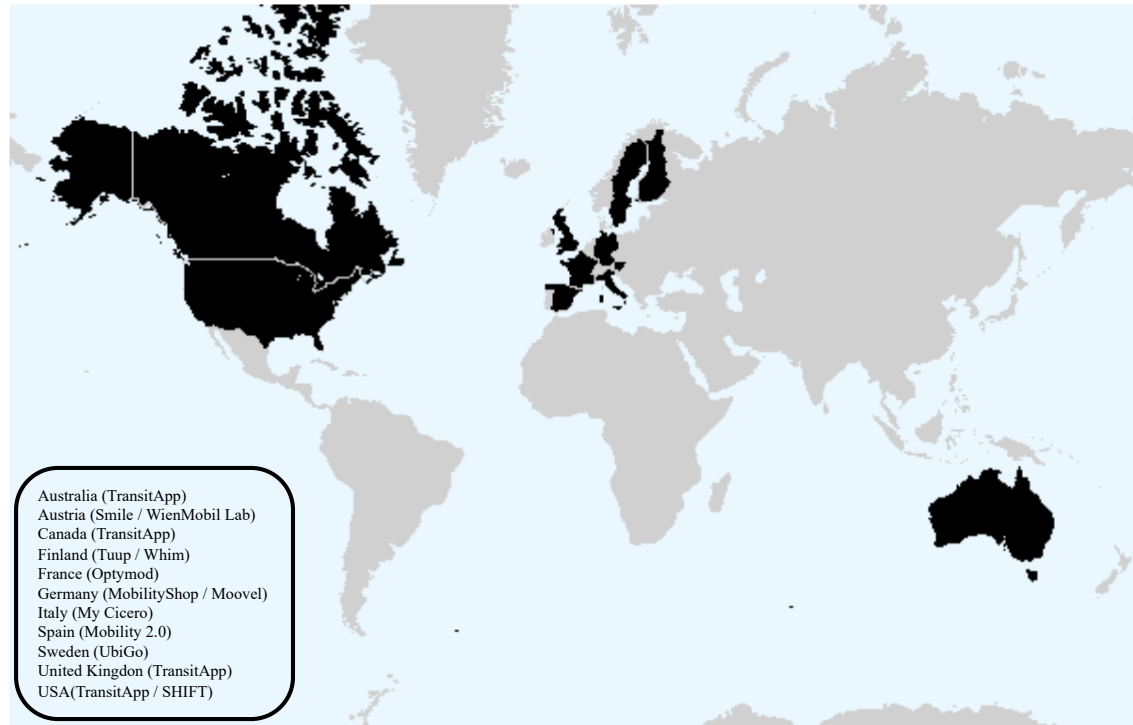 Australia (TransitApp)
Austria (Smile / WienMobil Lab)
Canada (TransitApp)
Finland (Tuup / Whim)
France (Optymod)
Germany (MobilityShop / Moovel)
Italy (My Cicero)
Spain (Mobility 2.0)
Sweden (UbiGo)
United Kingdon (TransitApp)
USA(TransitApp / SHIFT)